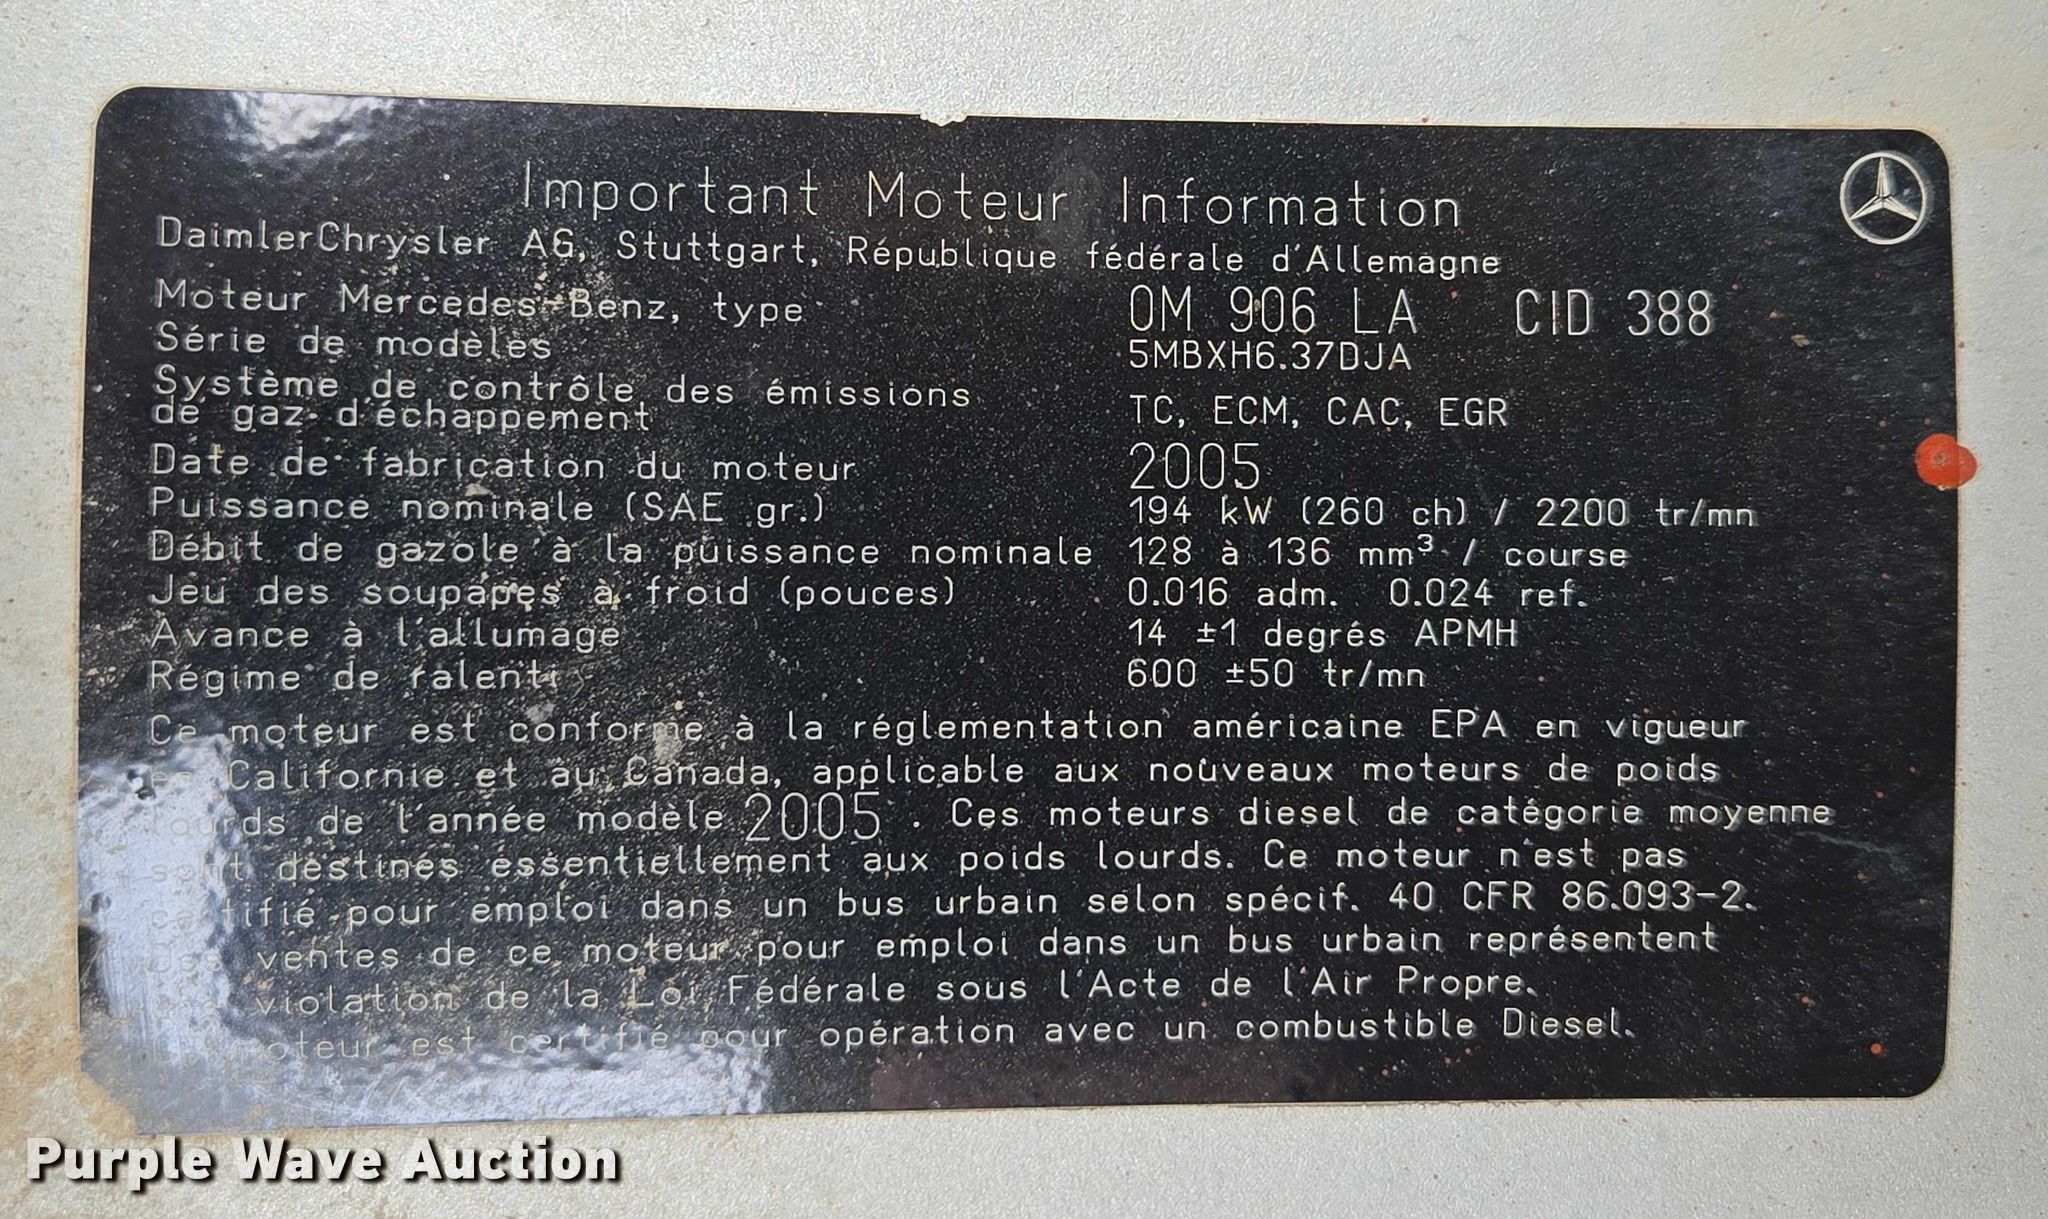 Important Moteur Information
DaimlerChrysler AG, Stuttgart, République fédérale d'Allemagne
Moteur Mercedes-Benz, type OM 906 LA CID 388
Série de modèles 5MBXH6.37DJA
Système de contrôle des émissions
de gaz d'échappement TC, ECM, CAC, EGR
Date de fabrication du moteur 2005
Puissance nominale (SAE gr.) 194 kW (260 ch) / 2200 tr/mn
Débit de gazole à la puissance nominale 128 à 136 mm³ / course
Jeu des soupapes à froid (pouces) 0.016 adm. 0.024 ref.
Avance à l'allumage 14 ±1 degrés APMH
Régime de ralenti 600 ±50 tr/mn
Ce moteur est conforme à la réglementation américaine EPA en vigueur
Californie et au Canada, applicable aux nouveaux moteurs de poids
lourds de l'année modèle 2005. Ces moteurs diesel de catégorie moyenne
sont destinés essentiellement aux poids lourds. Ce moteur n'est pas
certifié pour emploi dans un bus urbain selon spécif. 40 CFR 86.093-2.
Des ventes de ce moteur pour emploi dans un bus urbain représentent
violation de la Loi Fédérale sous l'Acte de l'Air Propre.
moteur est certifié pour opération avec un combustible Diesel.
Purple Wave Auction